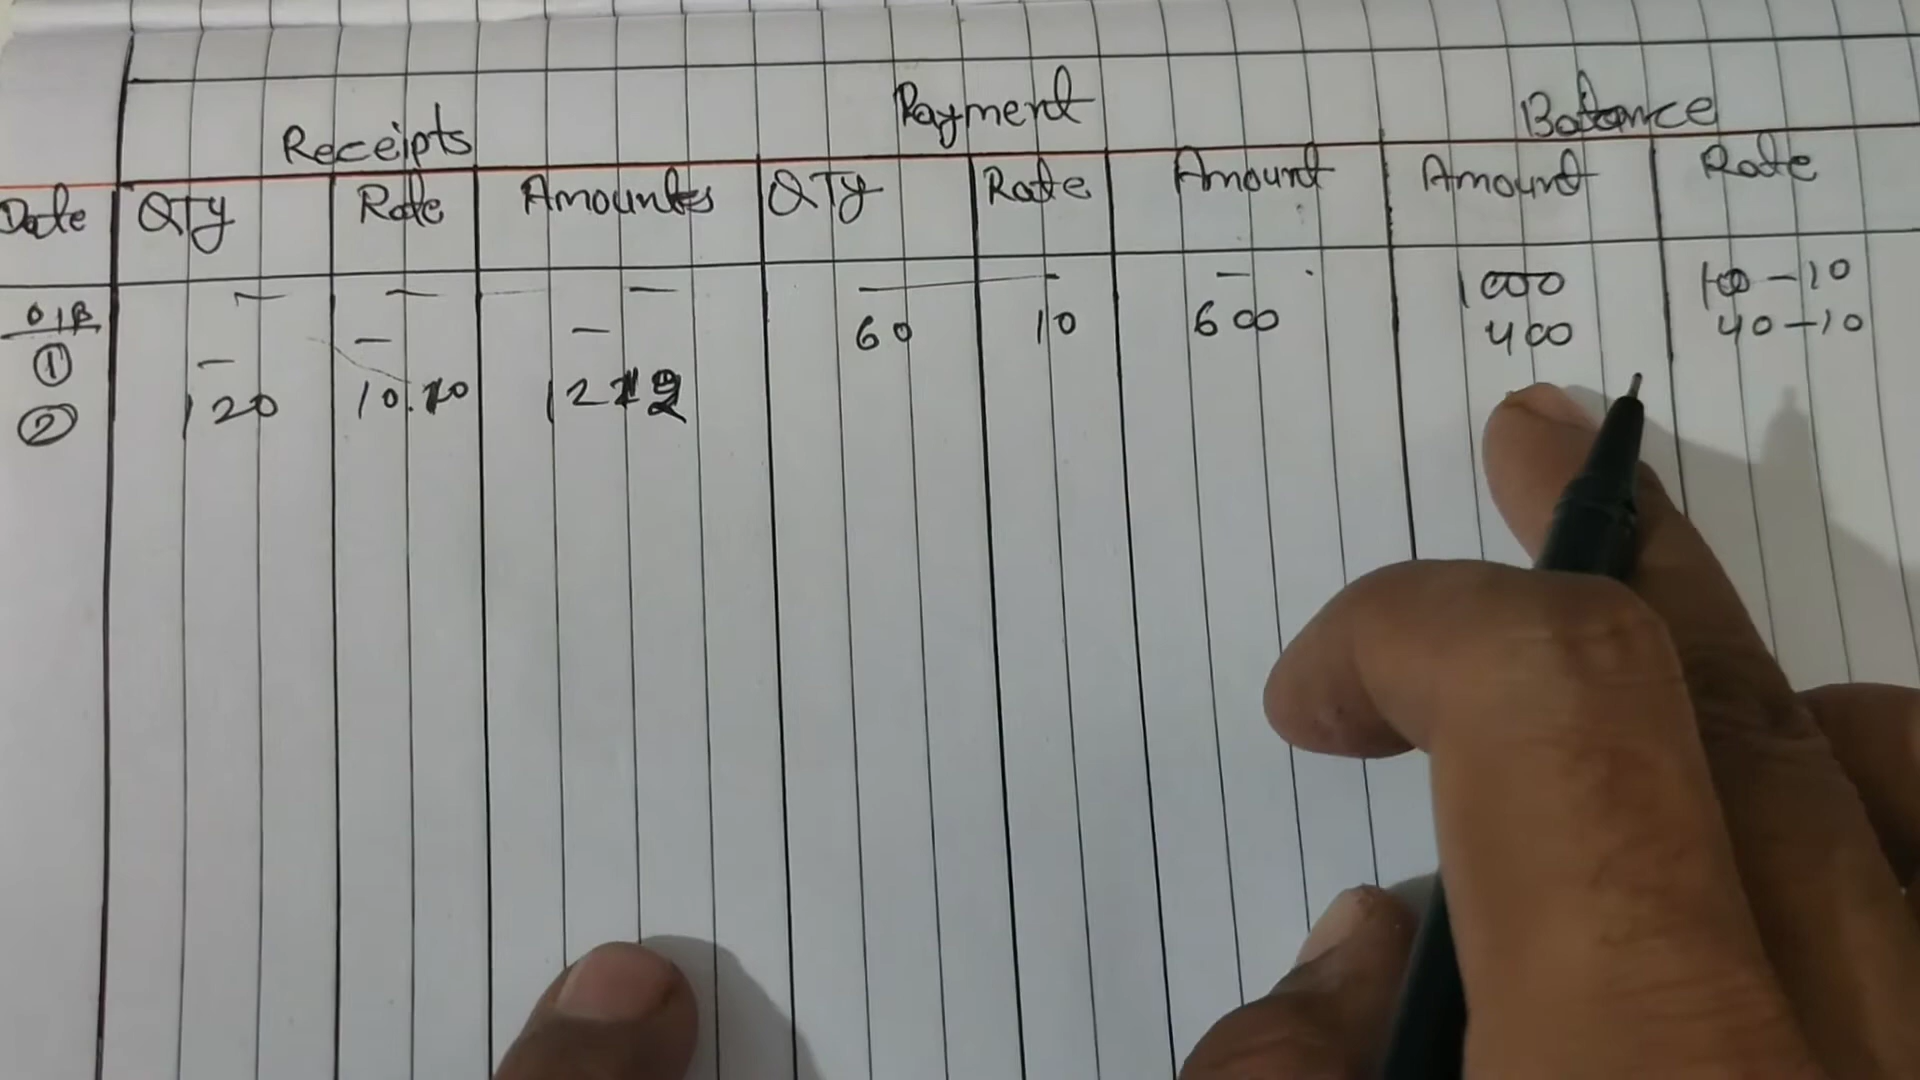 Receipts Payment Balance
Date QTY Rate Amounts QTY Rate Amount Amount Rate
O/B — — — — — — 1000 100 – 10
① — — — 60 10 600 400 40 – 10
② 120 10.10 1212